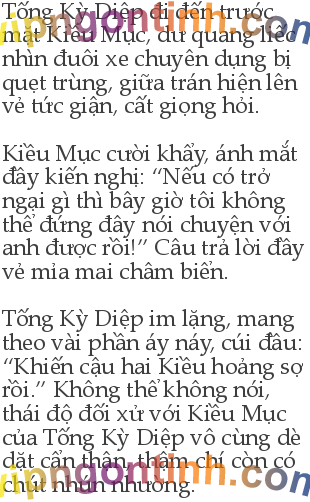 Tống Kỳ Diệp đi đến trước
mặt Kiều Mục, dư quang liếc
nhìn đuôi xe chuyên dụng bị
quẹt trùng, giữa trán hiện lên
vẻ tức giận, cất giọng hỏi.
Kiều Mục cười khẩy, ánh mắt
đầy kiến nghị: “Nếu có trở
ngại gì thì bây giờ tôi không
thể đứng đây nói chuyện với
anh được rồi!” Câu trả lời đầy
vẻ mỉa mai châm biển.
Tống Kỳ Diệp im lặng, mang
theo vài phần áy náy, cúi đầu:
“Khiến cậu hai Kiều hoảng sợ
rồi.” Không thể không nói,
thái độ đối xử với Kiều Mục
của Tống Kỳ Diệp vô cùng dè
dặt cẩn thận, thậm chí còn có
chút nhún nhường.